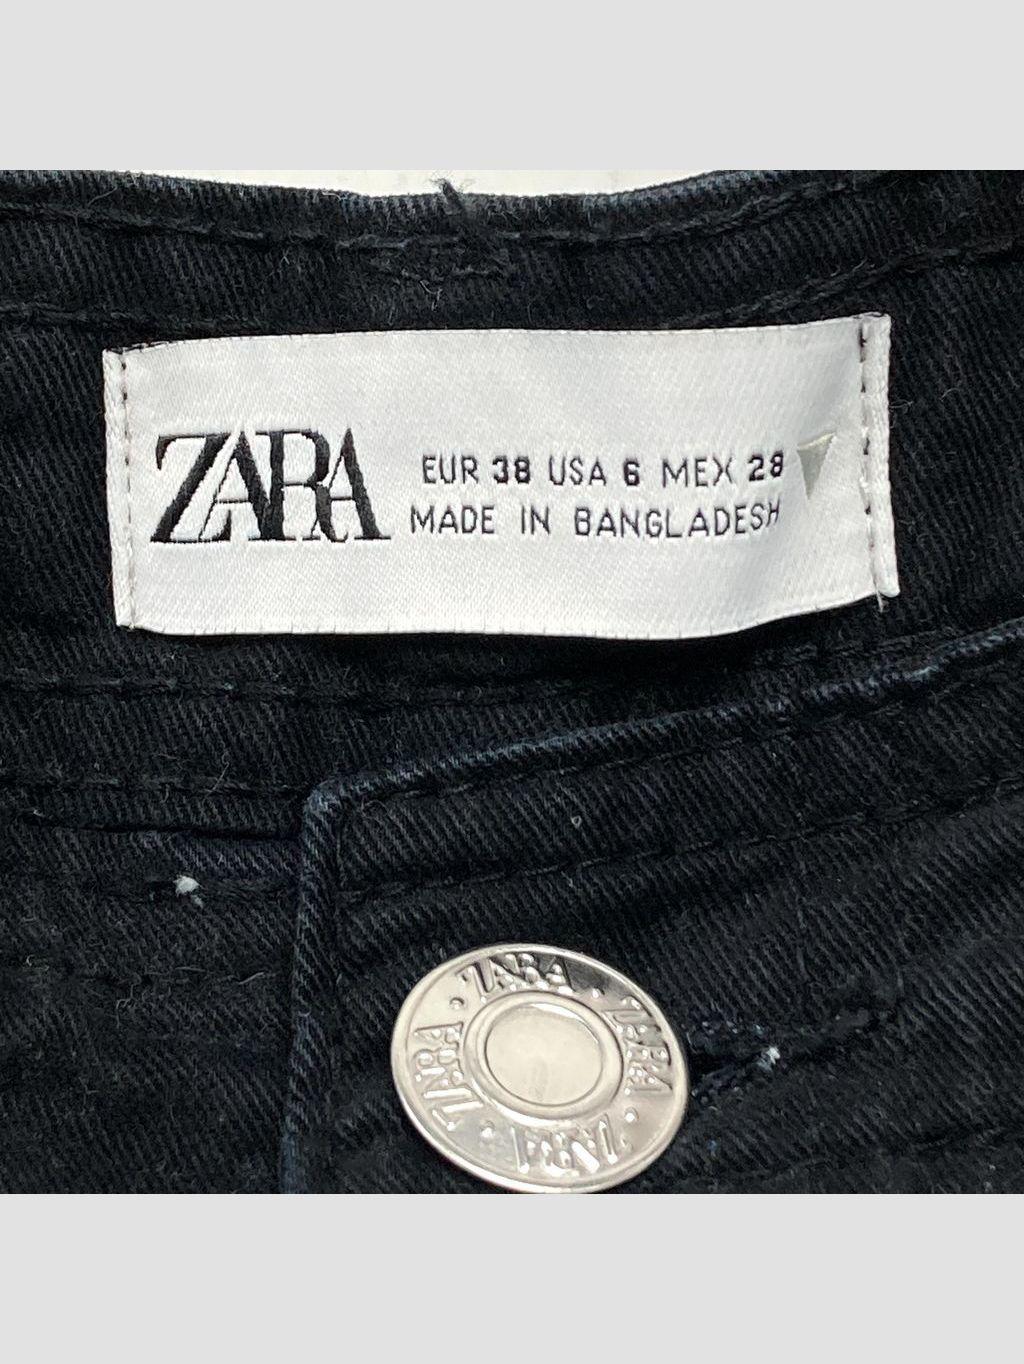 ZARA
EUR 38 USA 6 MEX 28
MADE IN BANGLADESH
ZARA · ZARA · ZARA · ZARA ·